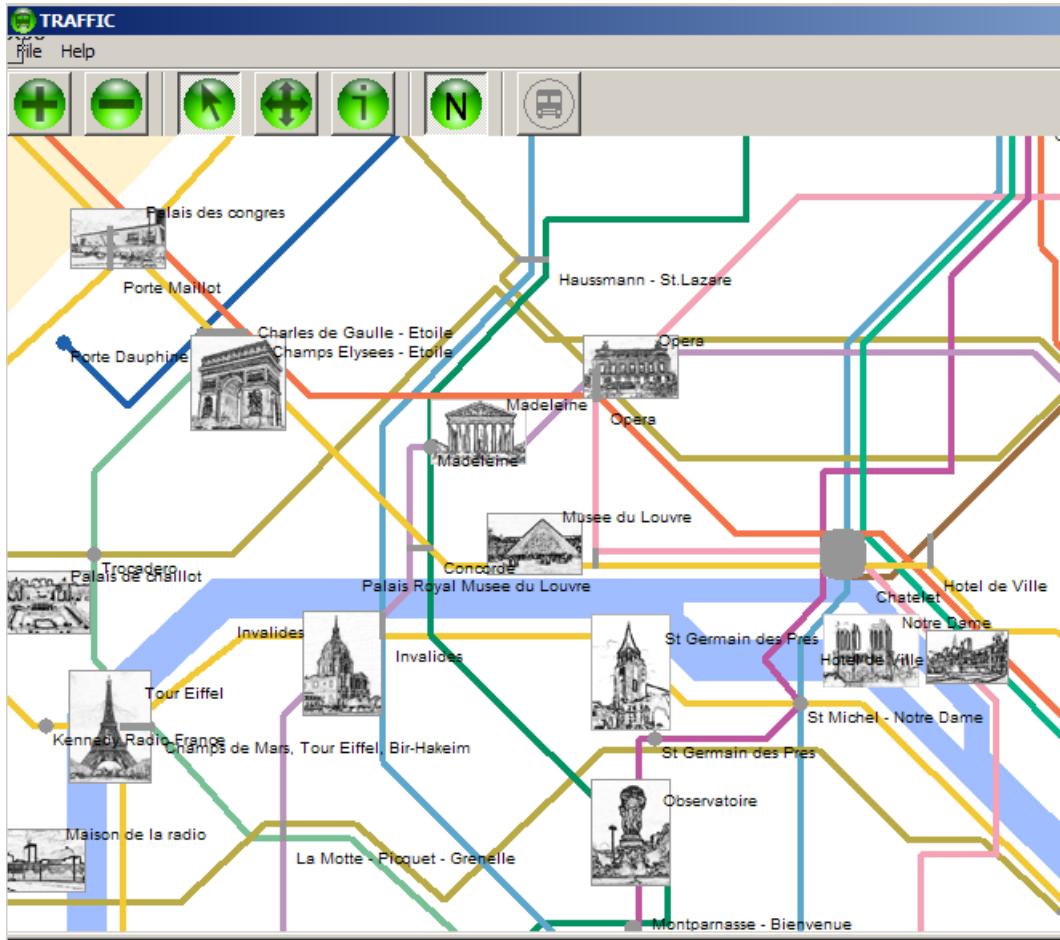 TRAFFIC
File Help
N
Palais des congres
Porte Maillot
Haussmann - St.Lazare
Charles de Gaulle - Etoile
Champs Elysees - Etoile
Porte Dauphine
Opera
Madeleine
Opera
Madeleine
Musee du Louvre
Trocadero
Concorde
Palais de chaillot
Palais Royal Musee du Louvre
Hotel de Ville
Chatelet
Notre Dame
Invalides
St Germain des Pres
Invalides
Hotel de Ville
Tour Eiffel
St Michel - Notre Dame
Kennedy Radio France
Champs de Mars, Tour Eiffel, Bir-Hakeim
St Germain des Pres
Observatoire
Maison de la radio
La Motte - Picquet - Grenelle
Montparnasse - Bienvenue